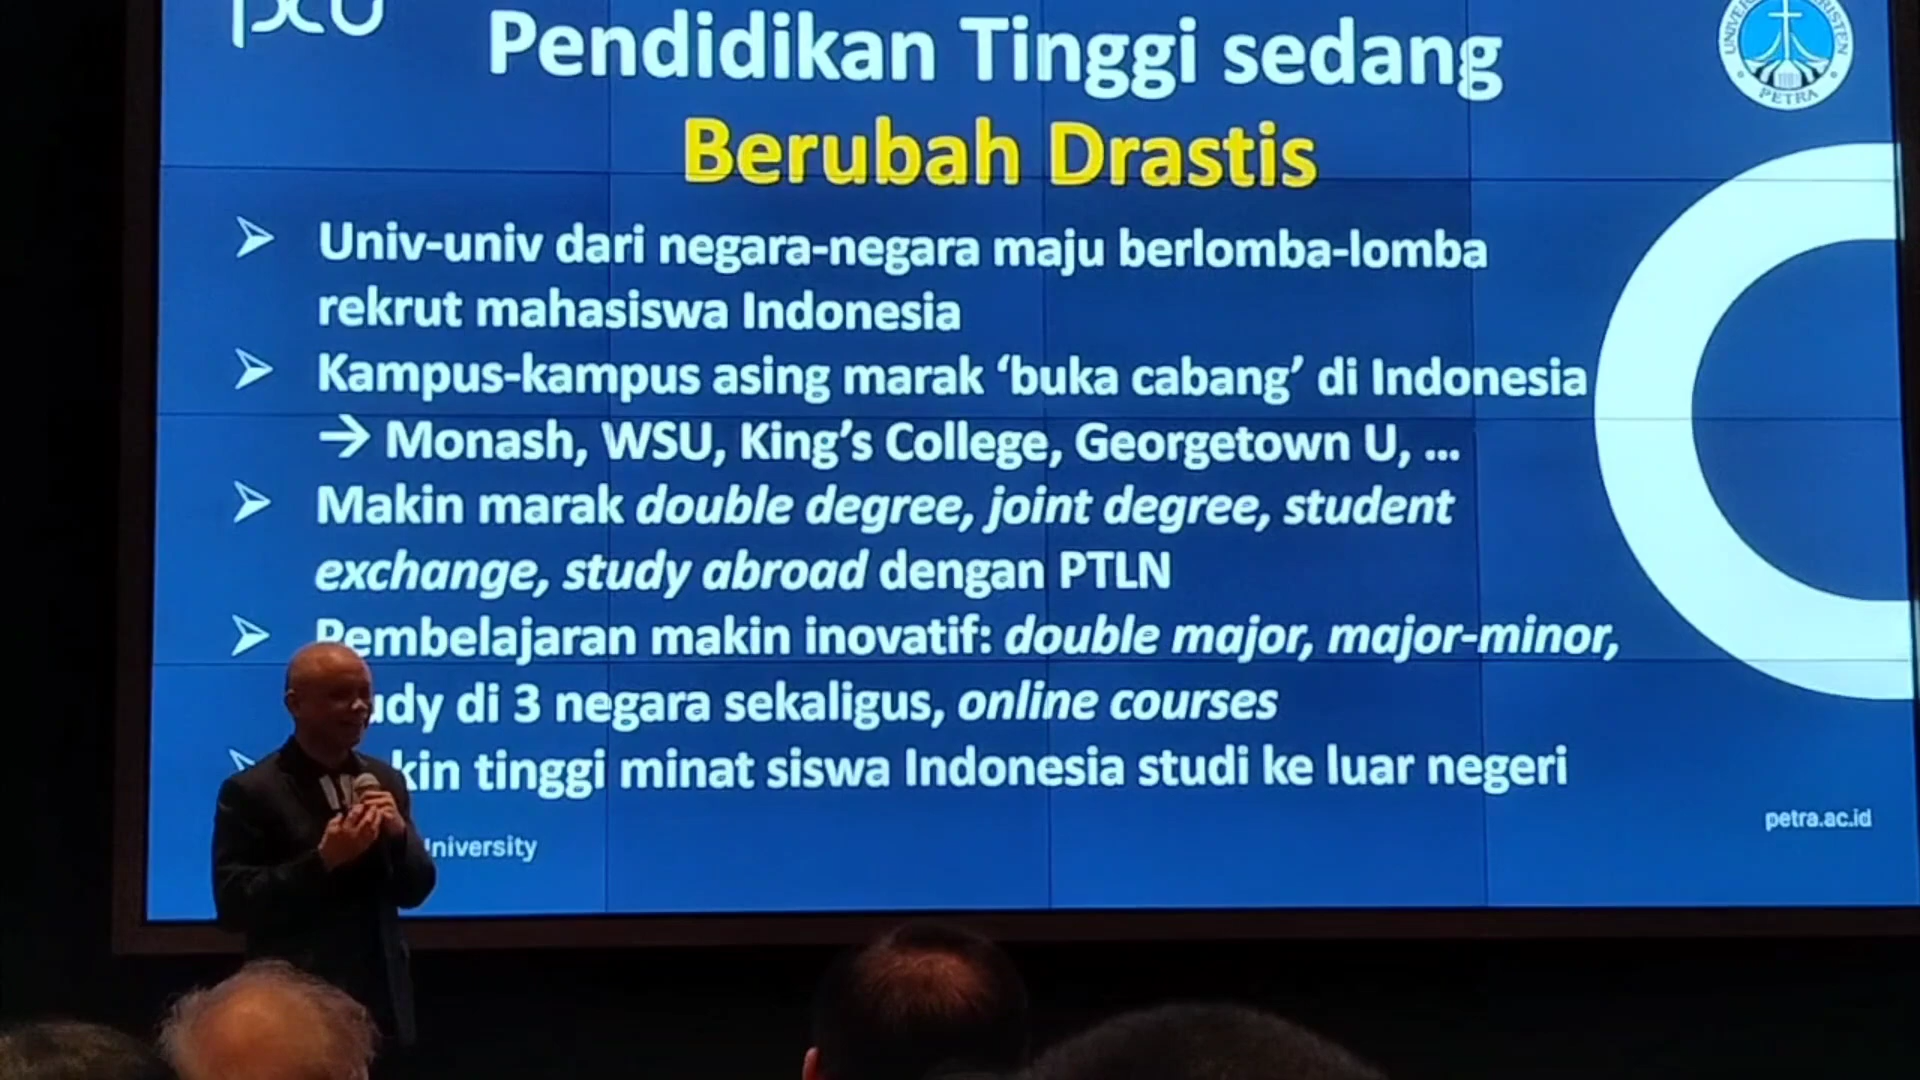 pcu
UNIVERSITAS KRISTEN
PETRA
Pendidikan Tinggi sedang
Berubah Drastis
➢ Univ-univ dari negara-negara maju berlomba-lomba
rekrut mahasiswa Indonesia
➢ Kampus-kampus asing marak ‘buka cabang’ di Indonesia
→ Monash, WSU, King’s College, Georgetown U, ...
➢ Makin marak double degree, joint degree, student
exchange, study abroad dengan PTLN
➢ Pembelajaran makin inovatif: double major, major-minor,
udy di 3 negara sekaligus, online courses
kin tinggi minat siswa Indonesia studi ke luar negeri
University
petra.ac.id